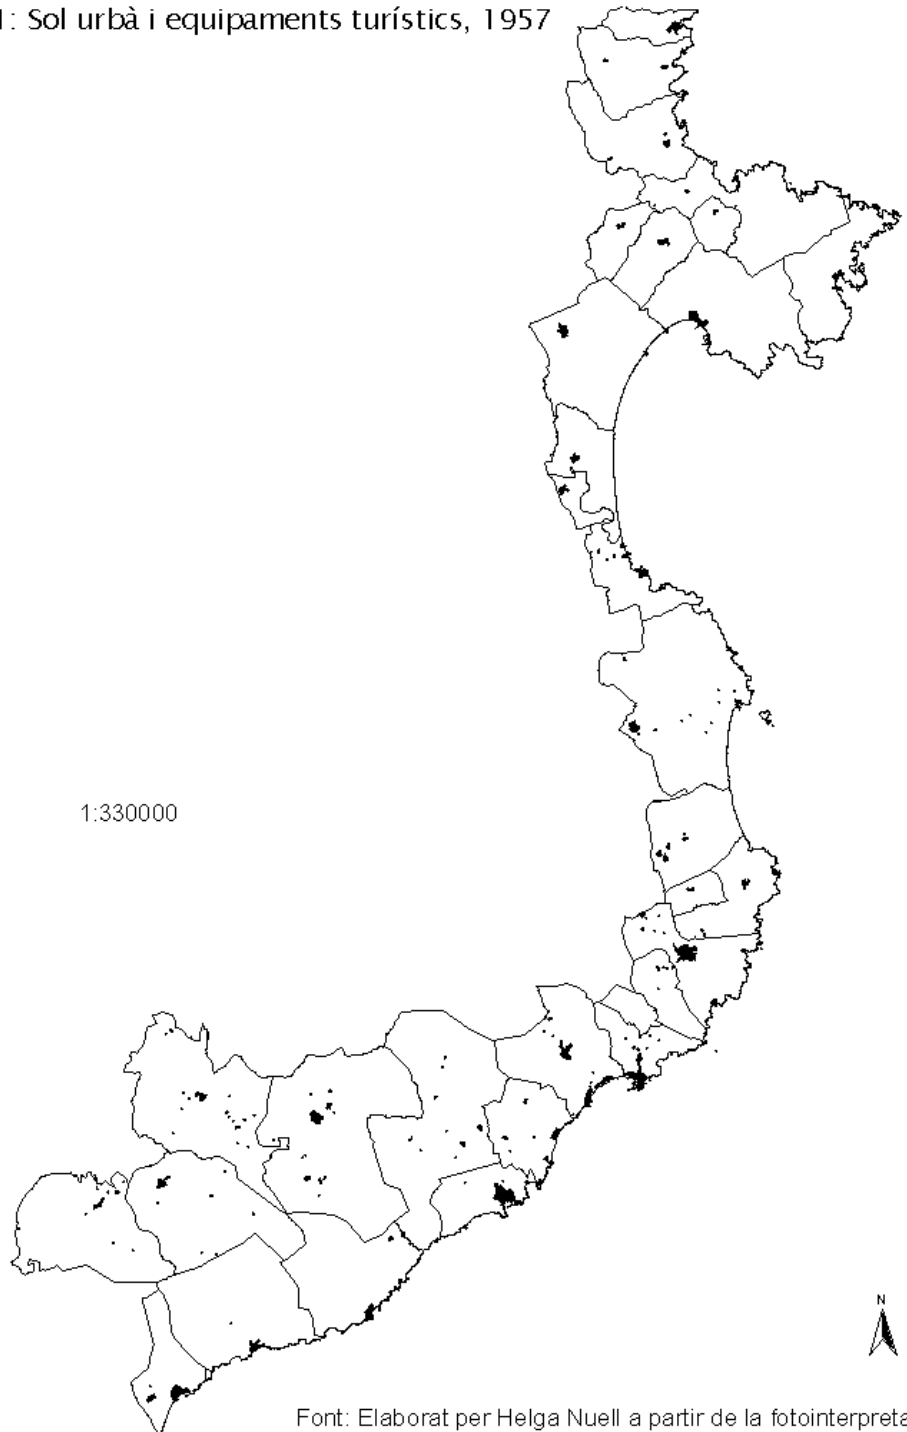 1: Sol urbà i equipaments turístics, 1957
1:330000
N
Font: Elaborat per Helga Nuell a partir de la fotointerpreta